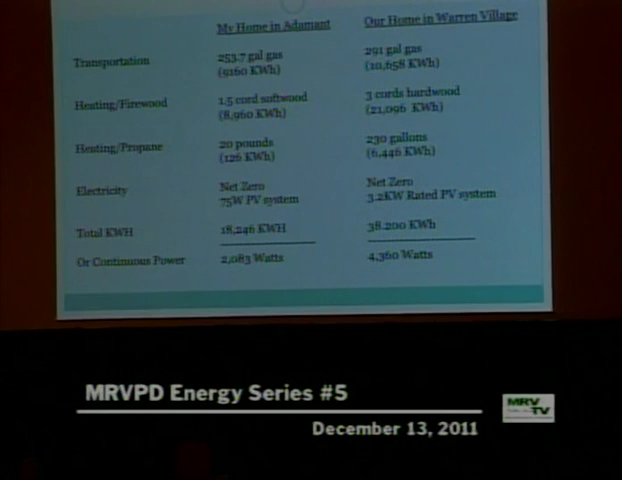 My Home in Adamant Our Home in Warren Village
Transportation 253.7 gal gas 291 gal gas
(9160 KWh) (10,658 KWh)
Heating/Firewood 1.5 cord softwood 3 cords hardwood
(8,960 KWh) (21,096 KWh)
Heating/Propane 20 pounds 230 gallons
(126 KWh) (6,446 KWh)
Electricity Net Zero Net Zero
75W PV system 3.2KW Rated PV system
Total KWH 18,246 KWH 38.200 KWh
Or Continuous Power 2,083 Watts 4,360 Watts
MRVPD Energy Series #5
MRV
TV
December 13, 2011